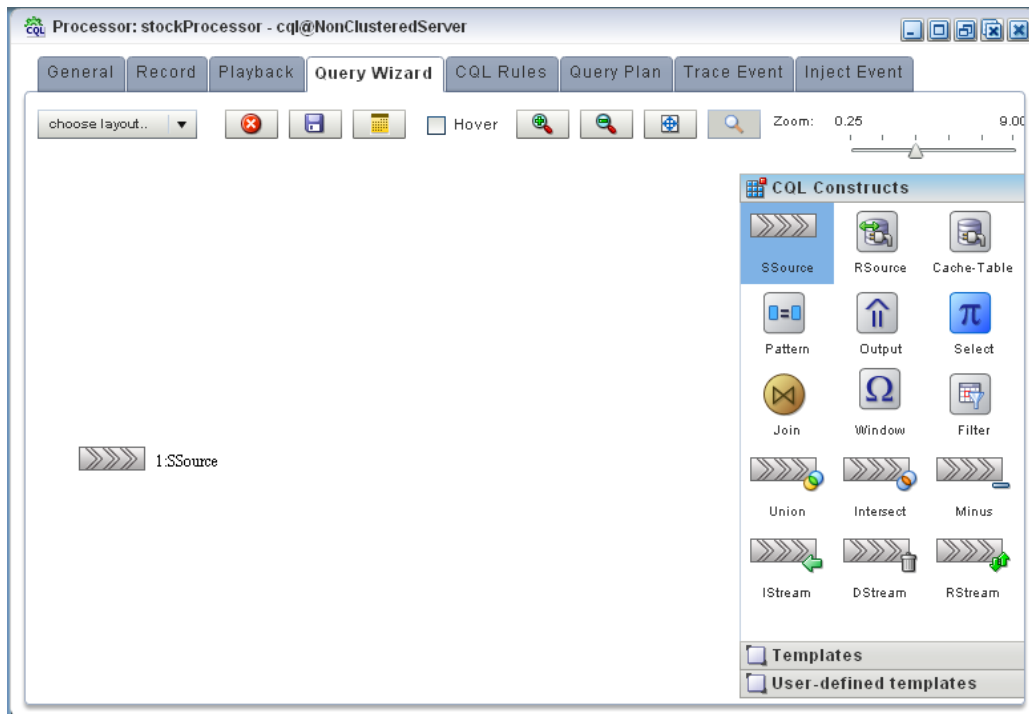 CQL Processor: stockProcessor - cql@NonClusteredServer
General Record Playback Query Wizard CQL Rules Query Plan Trace Event Inject Event
choose layout.. Hover Zoom: 0.25 9.00
CQL Constructs
SSource RSource Cache-Table
Pattern Output Select
Join Window Filter
1:SSource
Union Intersect Minus
IStream DStream RStream
Templates
User-defined templates